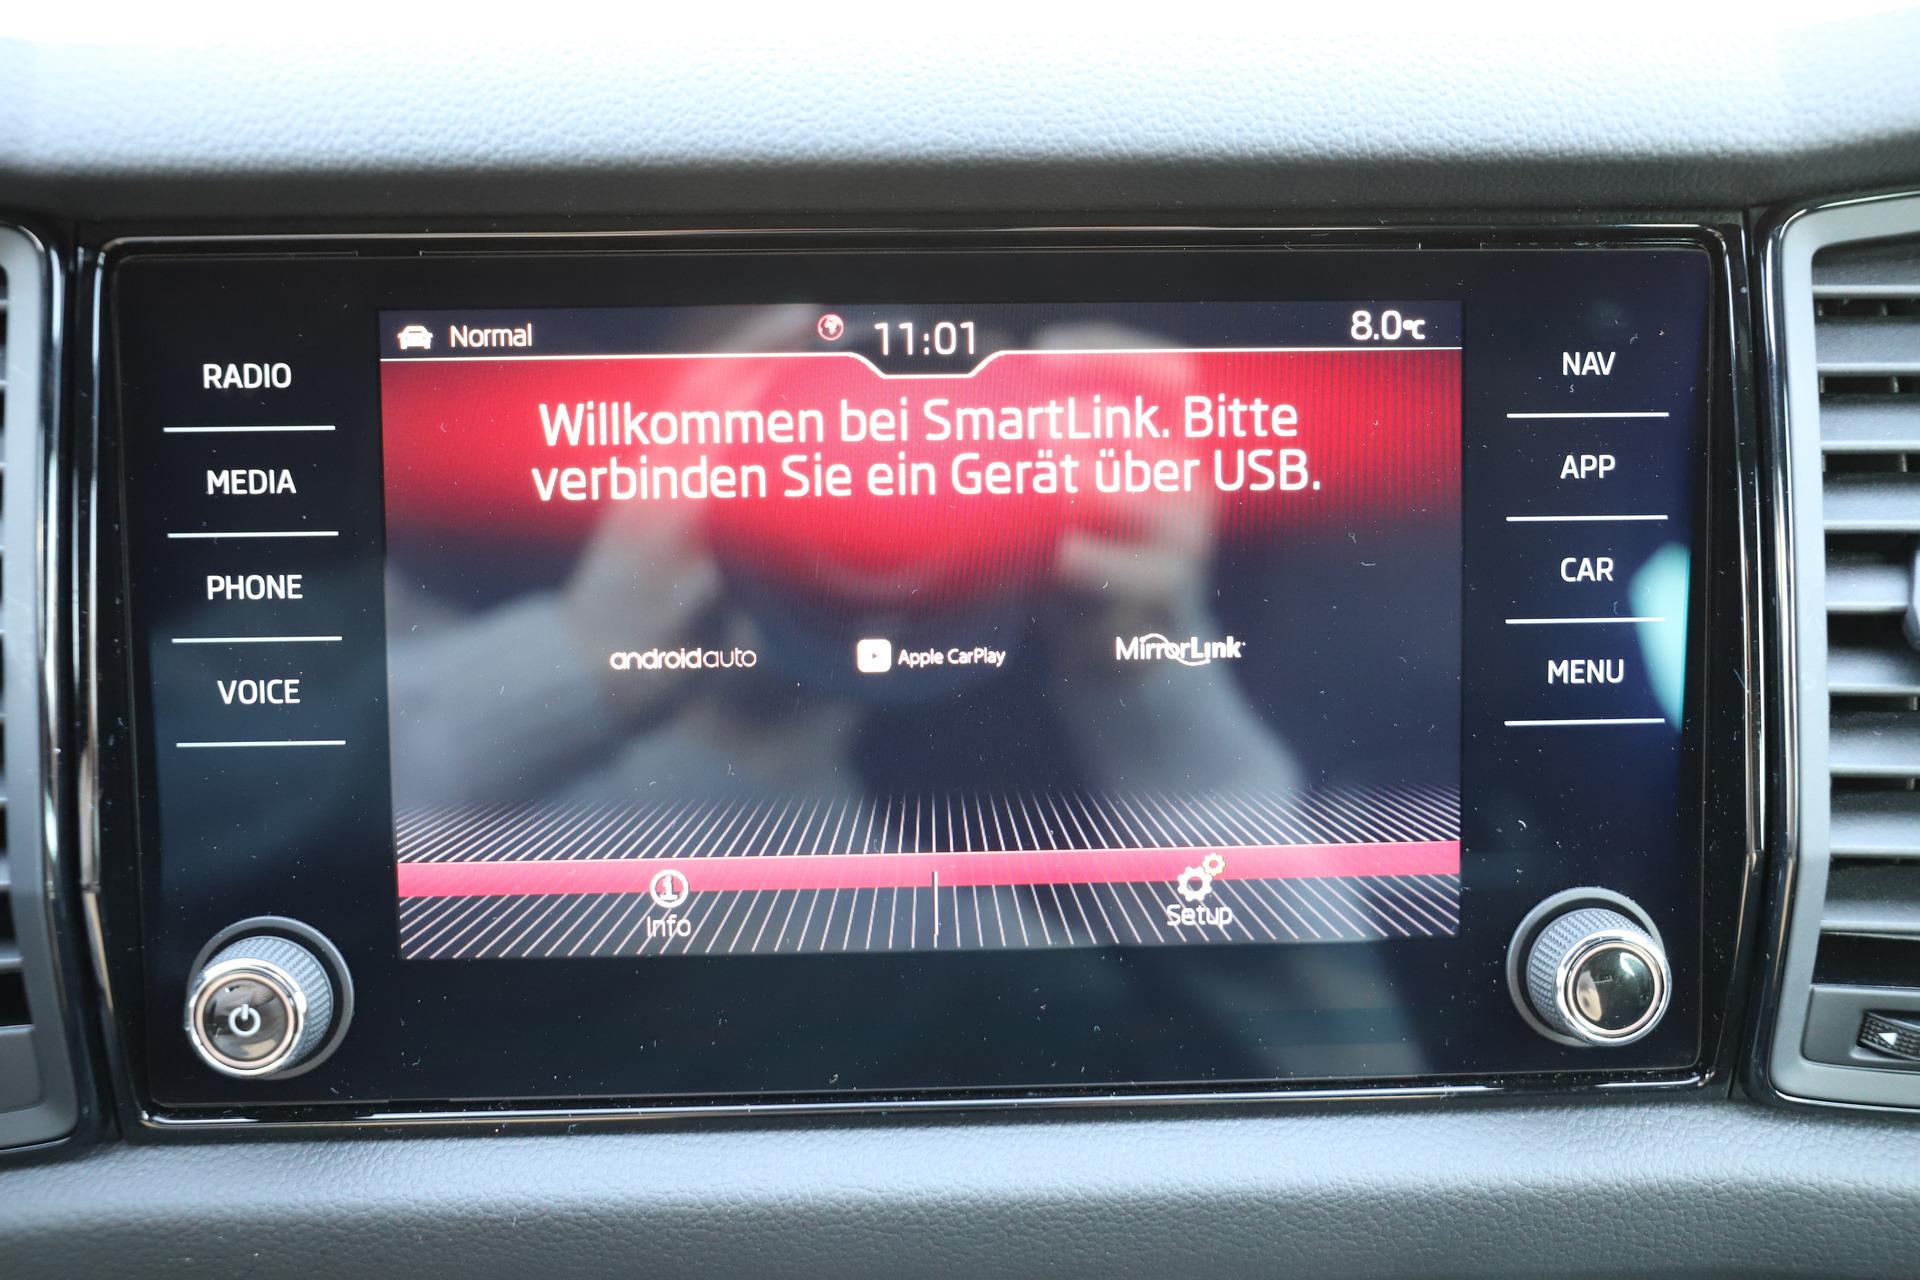 Normal
11:01
8.0°C
RADIO
MEDIA
PHONE
VOICE
Willkommen bei SmartLink. Bitte
verbinden Sie ein Gerät über USB.
androidauto
Apple CarPlay
MirrorLink
Info
Setup
NAV
APP
CAR
MENU